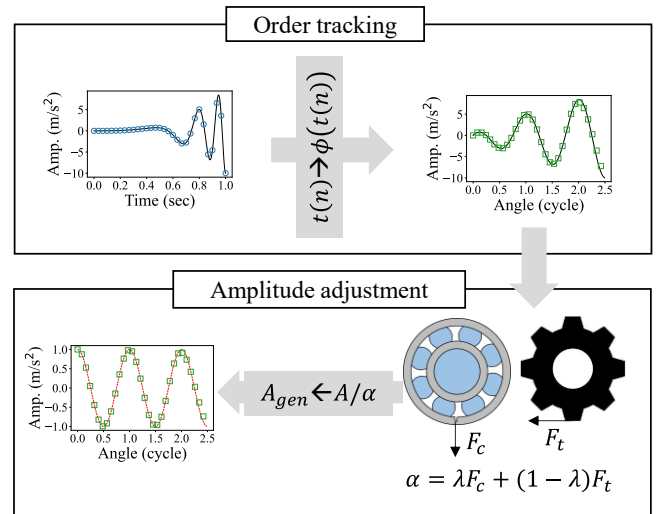 Order tracking
Amp. (m/s²)
5
0
−5
−10
0.0 0.2 0.4 0.6 0.8 1.0
Time (sec)
t(n)→ϕ(t(n))
Amp. (m/s²)
5
0
−5
−10
0.0 0.5 1.0 1.5 2.0 2.5
Angle (cycle)
Amplitude adjustment
Amp. (m/s²)
1.0
0.5
0.0
−0.5
−1.0
0.0 0.5 1.0 1.5 2.0 2.5
Angle (cycle)
A_gen←A/α
F_c
F_t
α = λF_c + (1 − λ)F_t